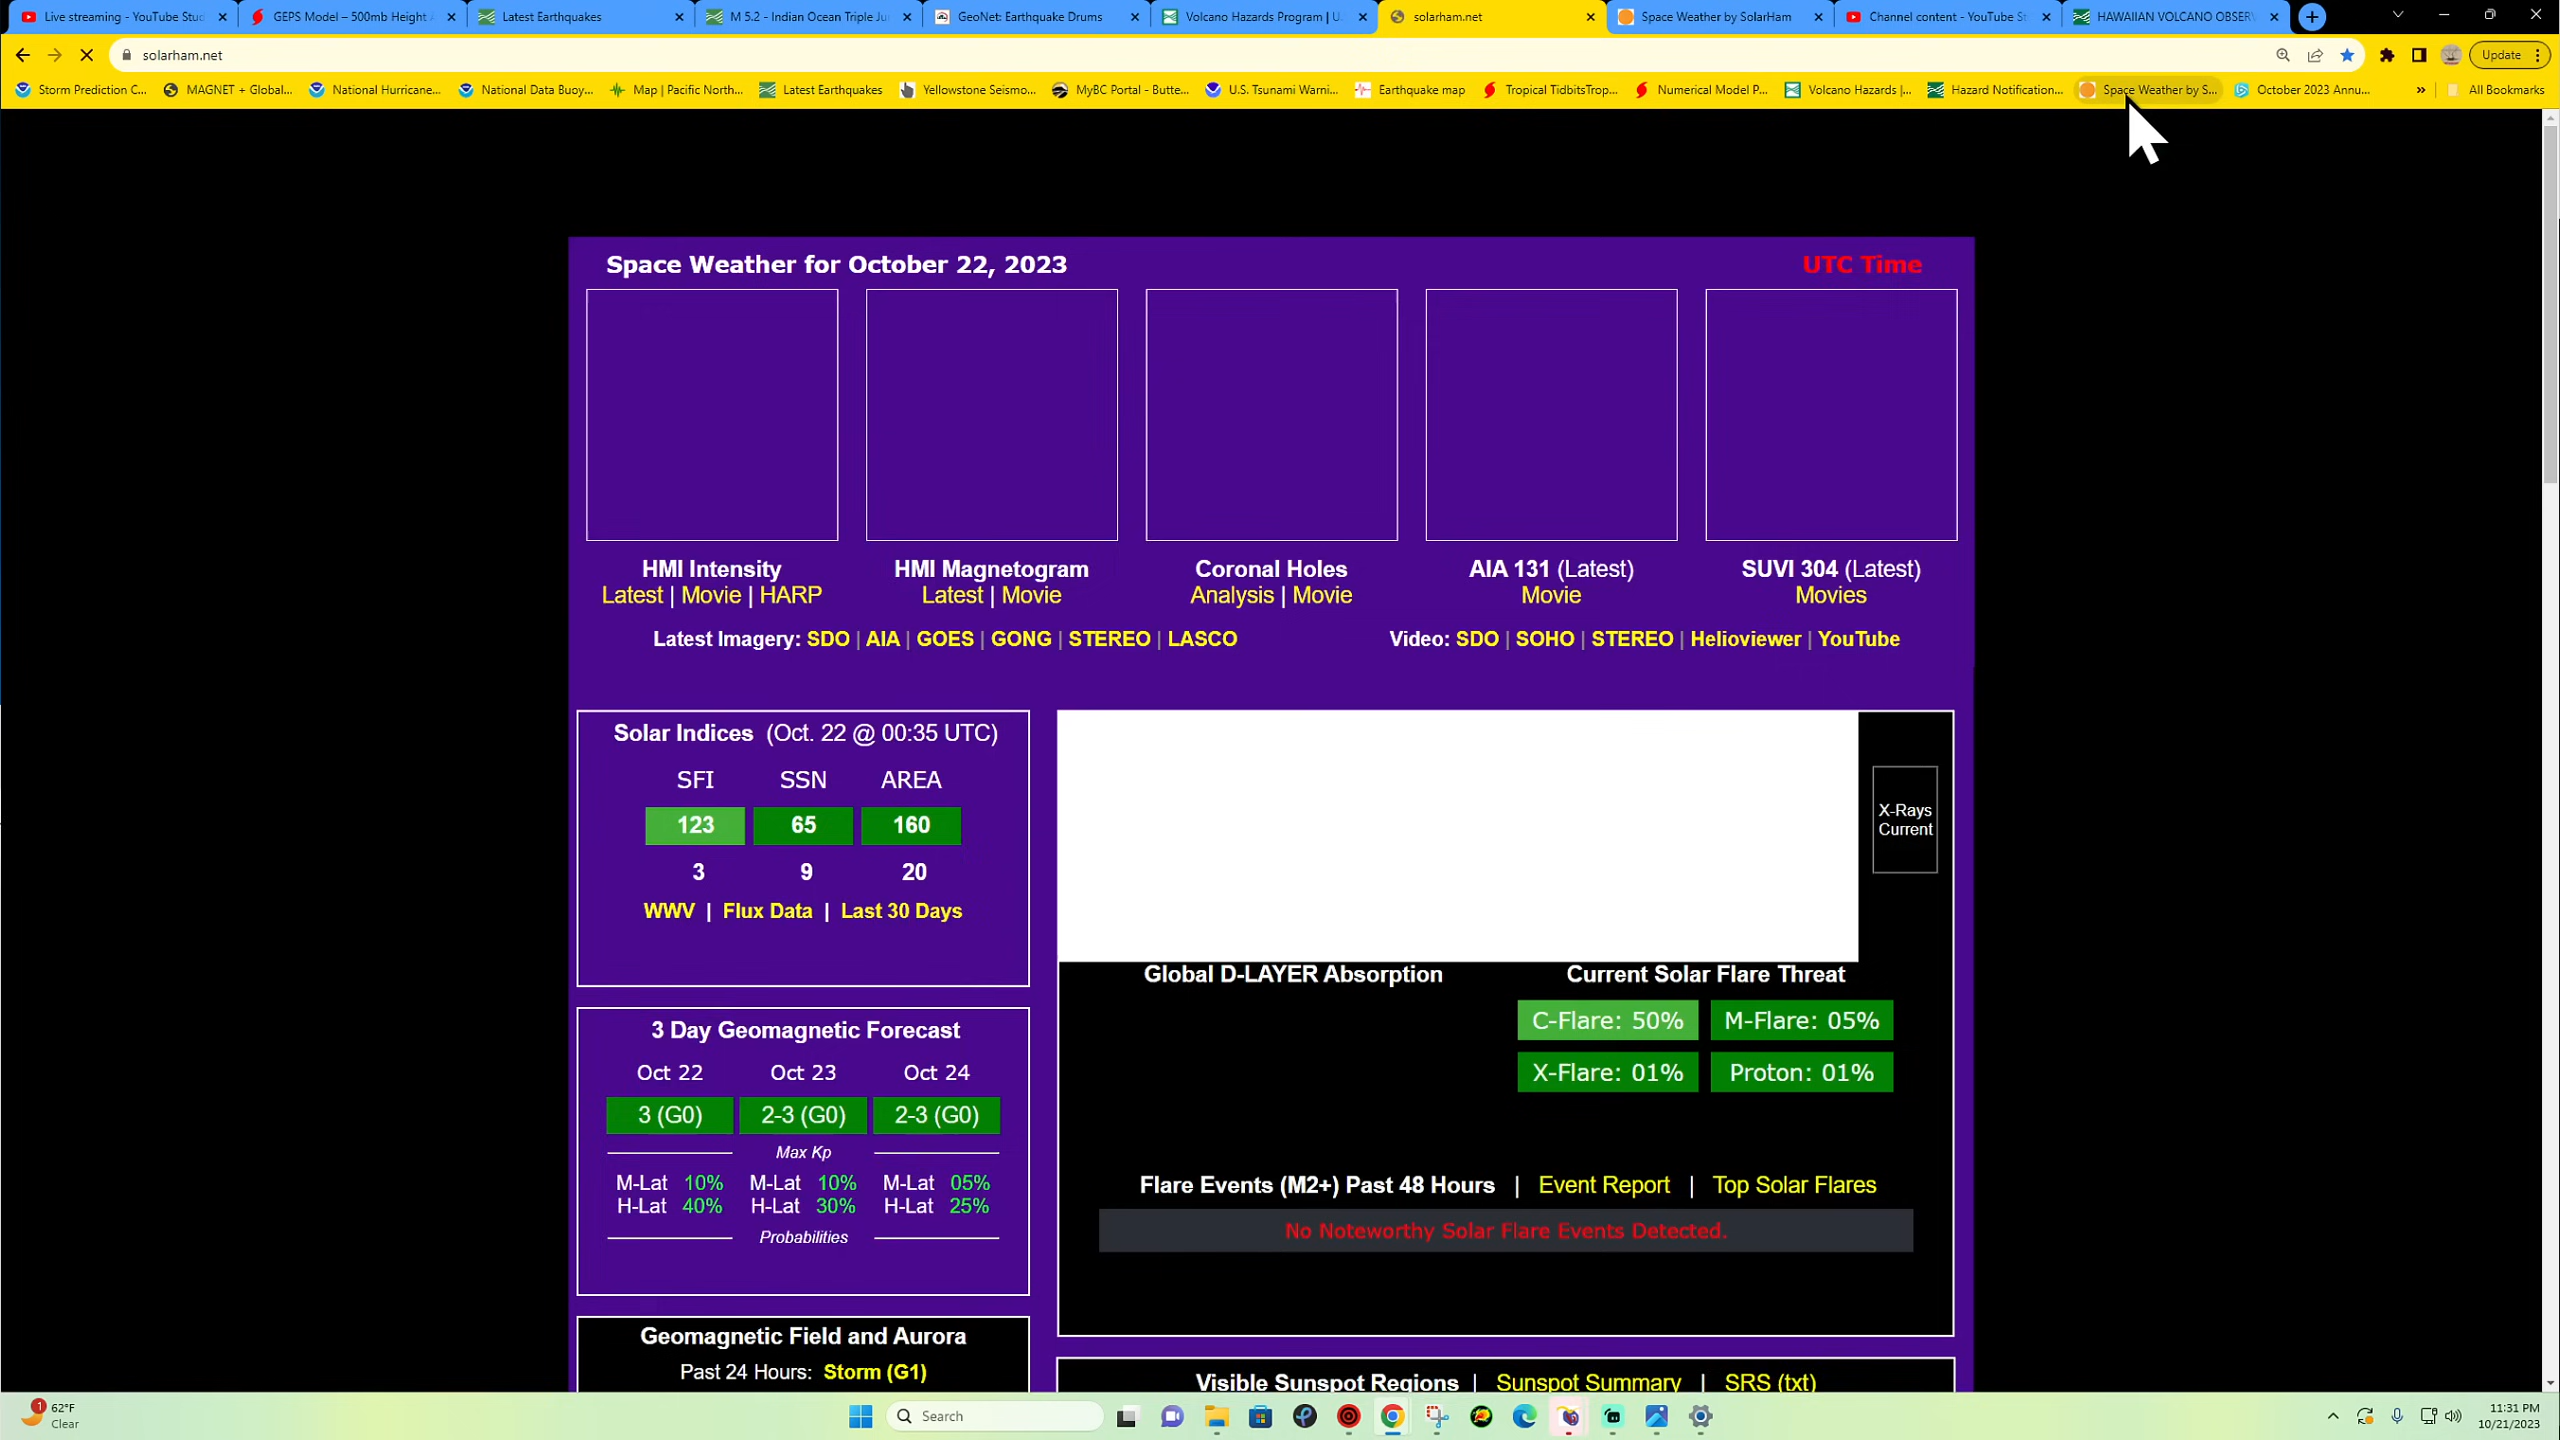 Live streaming - YouTube Stud
GEPS Model – 500mb Height A
Latest Earthquakes
M 5.2 - Indian Ocean Triple Ju
GeoNet: Earthquake Drums
Volcano Hazards Program | U.
solarham.net
Space Weather by SolarHam
Channel content - YouTube St
HAWAIIAN VOLCANO OBSERV
solarham.net
Update
Storm Prediction C...
MAGNET + Global...
National Hurricane...
National Data Buoy...
Map | Pacific North...
Latest Earthquakes
Yellowstone Seismo...
MyBC Portal - Butte...
U.S. Tsunami Warni...
Earthquake map
Tropical TidbitsTrop...
Numerical Model P...
Volcano Hazards |...
Hazard Notification...
Space Weather by S...
October 2023 Annu...
»
All Bookmarks
Space Weather for October 22, 2023
UTC Time
HMI Intensity
Latest | Movie | HARP
HMI Magnetogram
Latest | Movie
Coronal Holes
Analysis | Movie
AIA 131 (Latest)
Movie
SUVI 304 (Latest)
Movies
Latest Imagery: SDO | AIA | GOES | GONG | STEREO | LASCO
Video: SDO | SOHO | STEREO | Helioviewer | YouTube
Solar Indices (Oct. 22 @ 00:35 UTC)
SFI SSN AREA
123 65 160
3 9 20
WWV | Flux Data | Last 30 Days
X-Rays
Current
Global D-LAYER Absorption
Current Solar Flare Threat
C-Flare: 50% M-Flare: 05%
X-Flare: 01% Proton: 01%
Flare Events (M2+) Past 48 Hours | Event Report | Top Solar Flares
No Noteworthy Solar Flare Events Detected.
3 Day Geomagnetic Forecast
Oct 22 Oct 23 Oct 24
3 (G0) 2-3 (G0) 2-3 (G0)
Max Kp
M-Lat 10% M-Lat 10% M-Lat 05%
H-Lat 40% H-Lat 30% H-Lat 25%
Probabilities
Geomagnetic Field and Aurora
Past 24 Hours: Storm (G1)
Visible Sunspot Regions | Sunspot Summary | SRS (txt)
1
62°F
Clear
Search
11:31 PM
10/21/2023